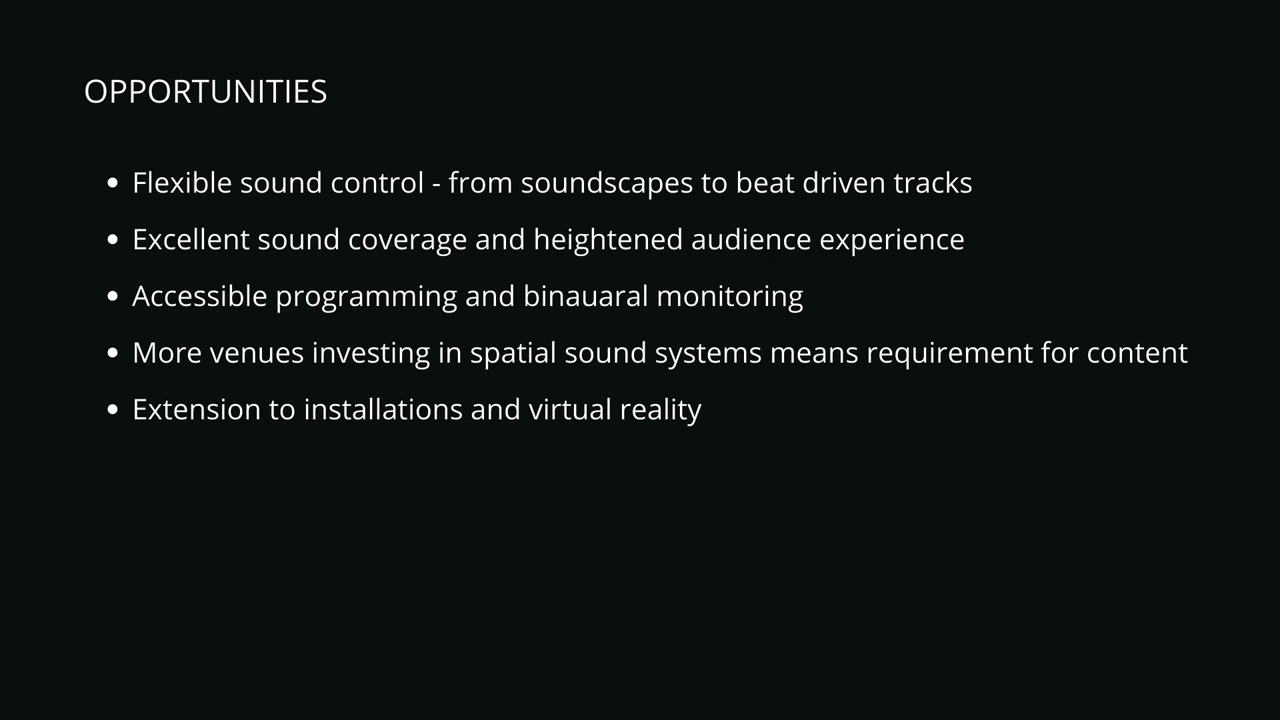 OPPORTUNITIES
• Flexible sound control - from soundscapes to beat driven tracks
• Excellent sound coverage and heightened audience experience
• Accessible programming and binauaral monitoring
• More venues investing in spatial sound systems means requirement for content
• Extension to installations and virtual reality